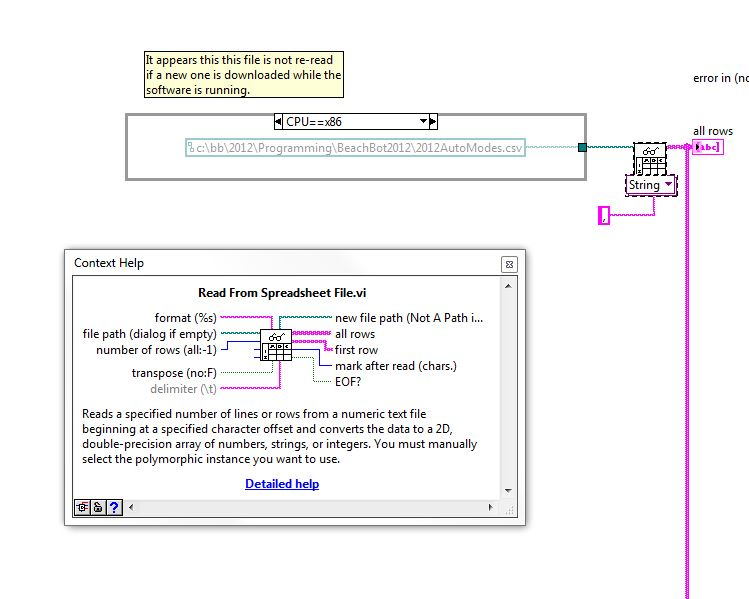 It appears this this file is not re-read
if a new one is downloaded while the
software is running.
error in (no
CPU==x86
all rows
c:\bb\2012\Programming\BeachBot2012\2012AutoModes.csv
abc
String
,
Context Help
Read From Spreadsheet File.vi
format (%s)
new file path (Not A Path i...
file path (dialog if empty)
all rows
number of rows (all:-1)
first row
mark after read (chars.)
transpose (no:F)
EOF?
delimiter (\t)
Reads a specified number of lines or rows from a numeric text file
beginning at a specified character offset and converts the data to a 2D,
double-precision array of numbers, strings, or integers. You must manually
select the polymorphic instance you want to use.
Detailed help
?